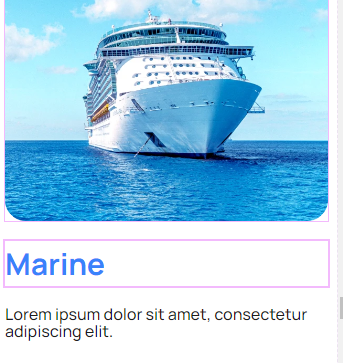 Marine
Lorem ipsum dolor sit amet, consectetur
adipiscing elit.